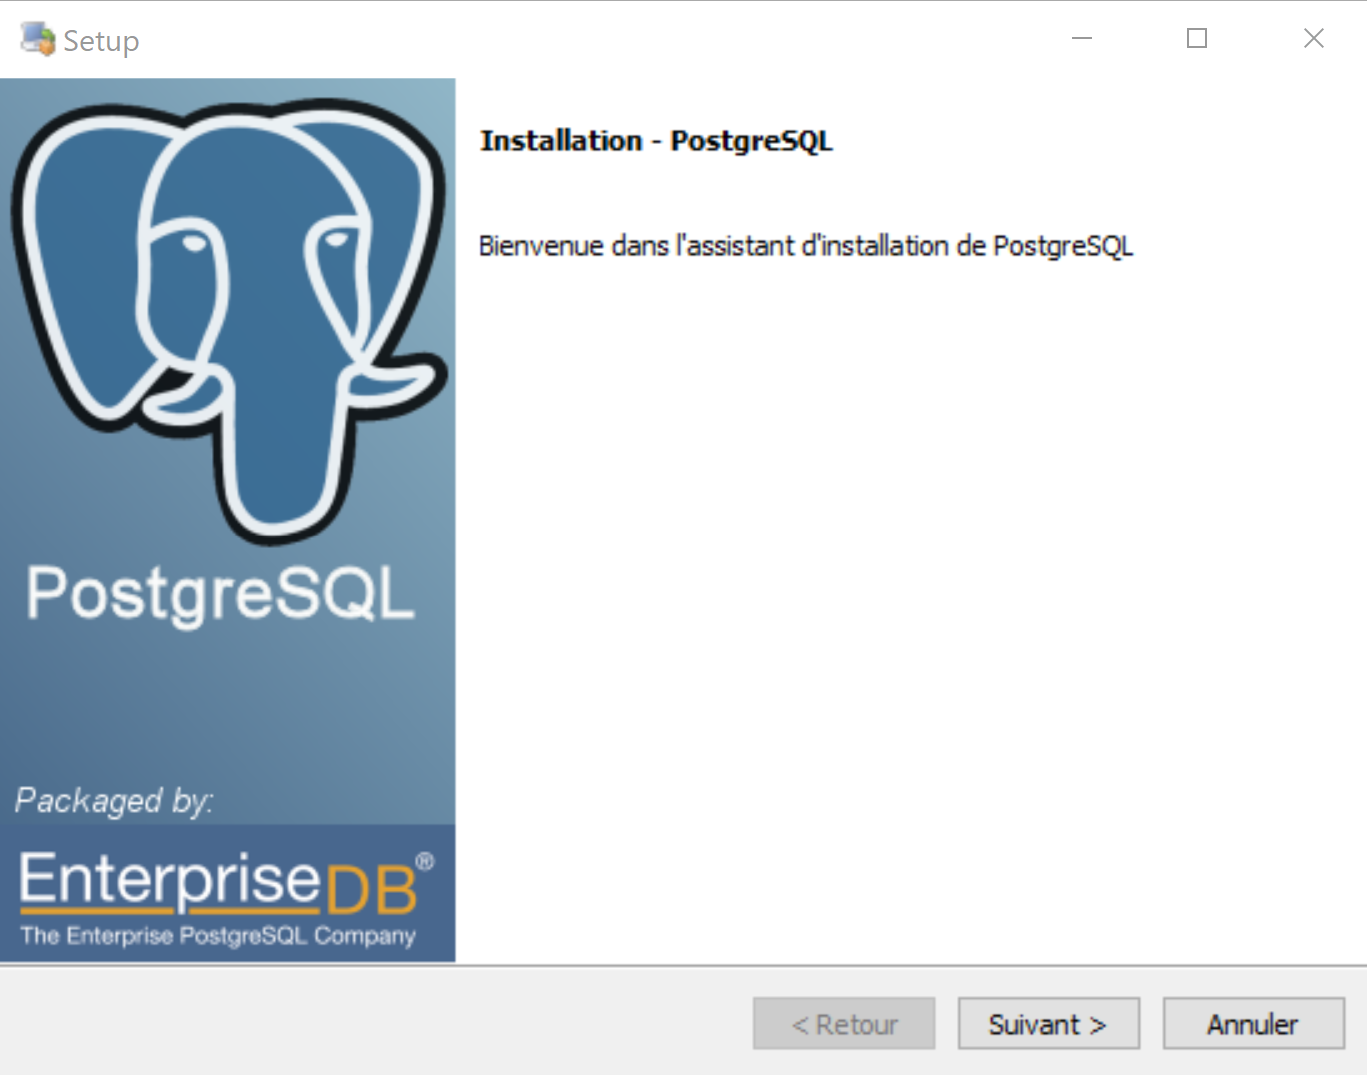 Setup
Installation - PostgreSQL
Bienvenue dans l'assistant d'installation de PostgreSQL
PostgreSQL
Packaged by:
EnterpriseDB®
The Enterprise PostgreSQL Company
< Retour
Suivant >
Annuler